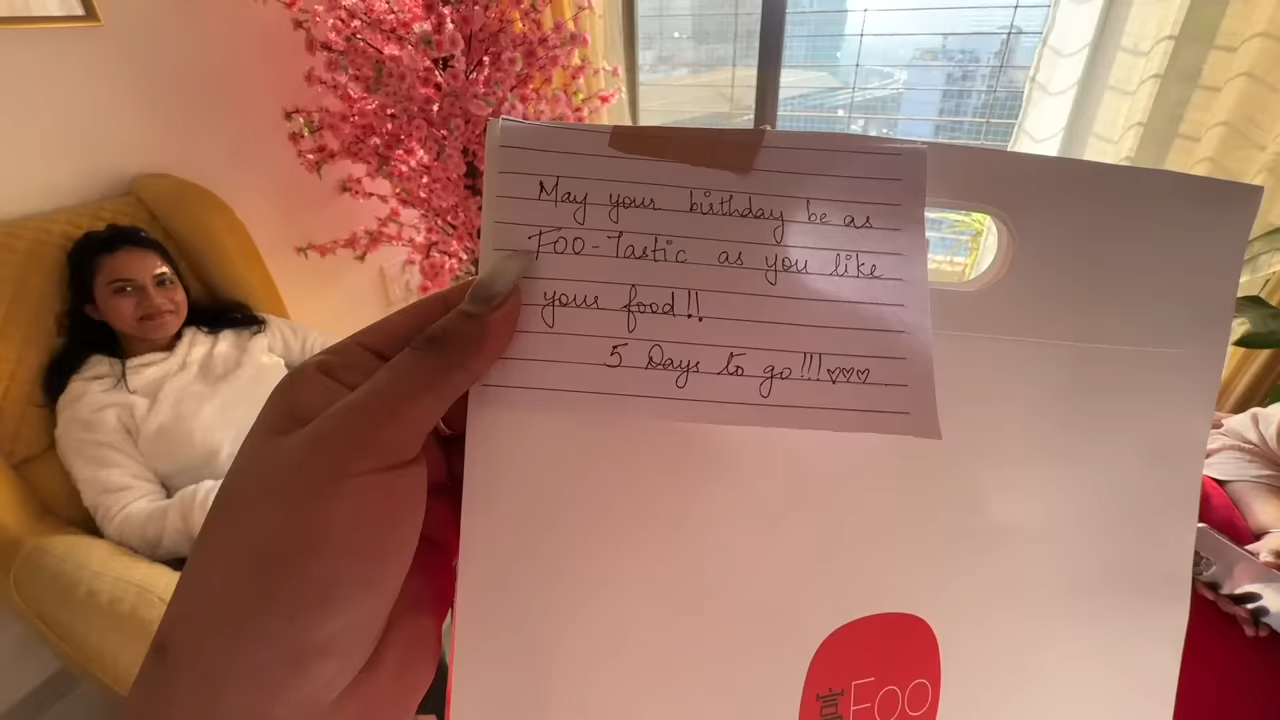 May your birthday be as
Foo-Tastic as you like
your food!!
5 Days to go!!!♡♡♡
Foo